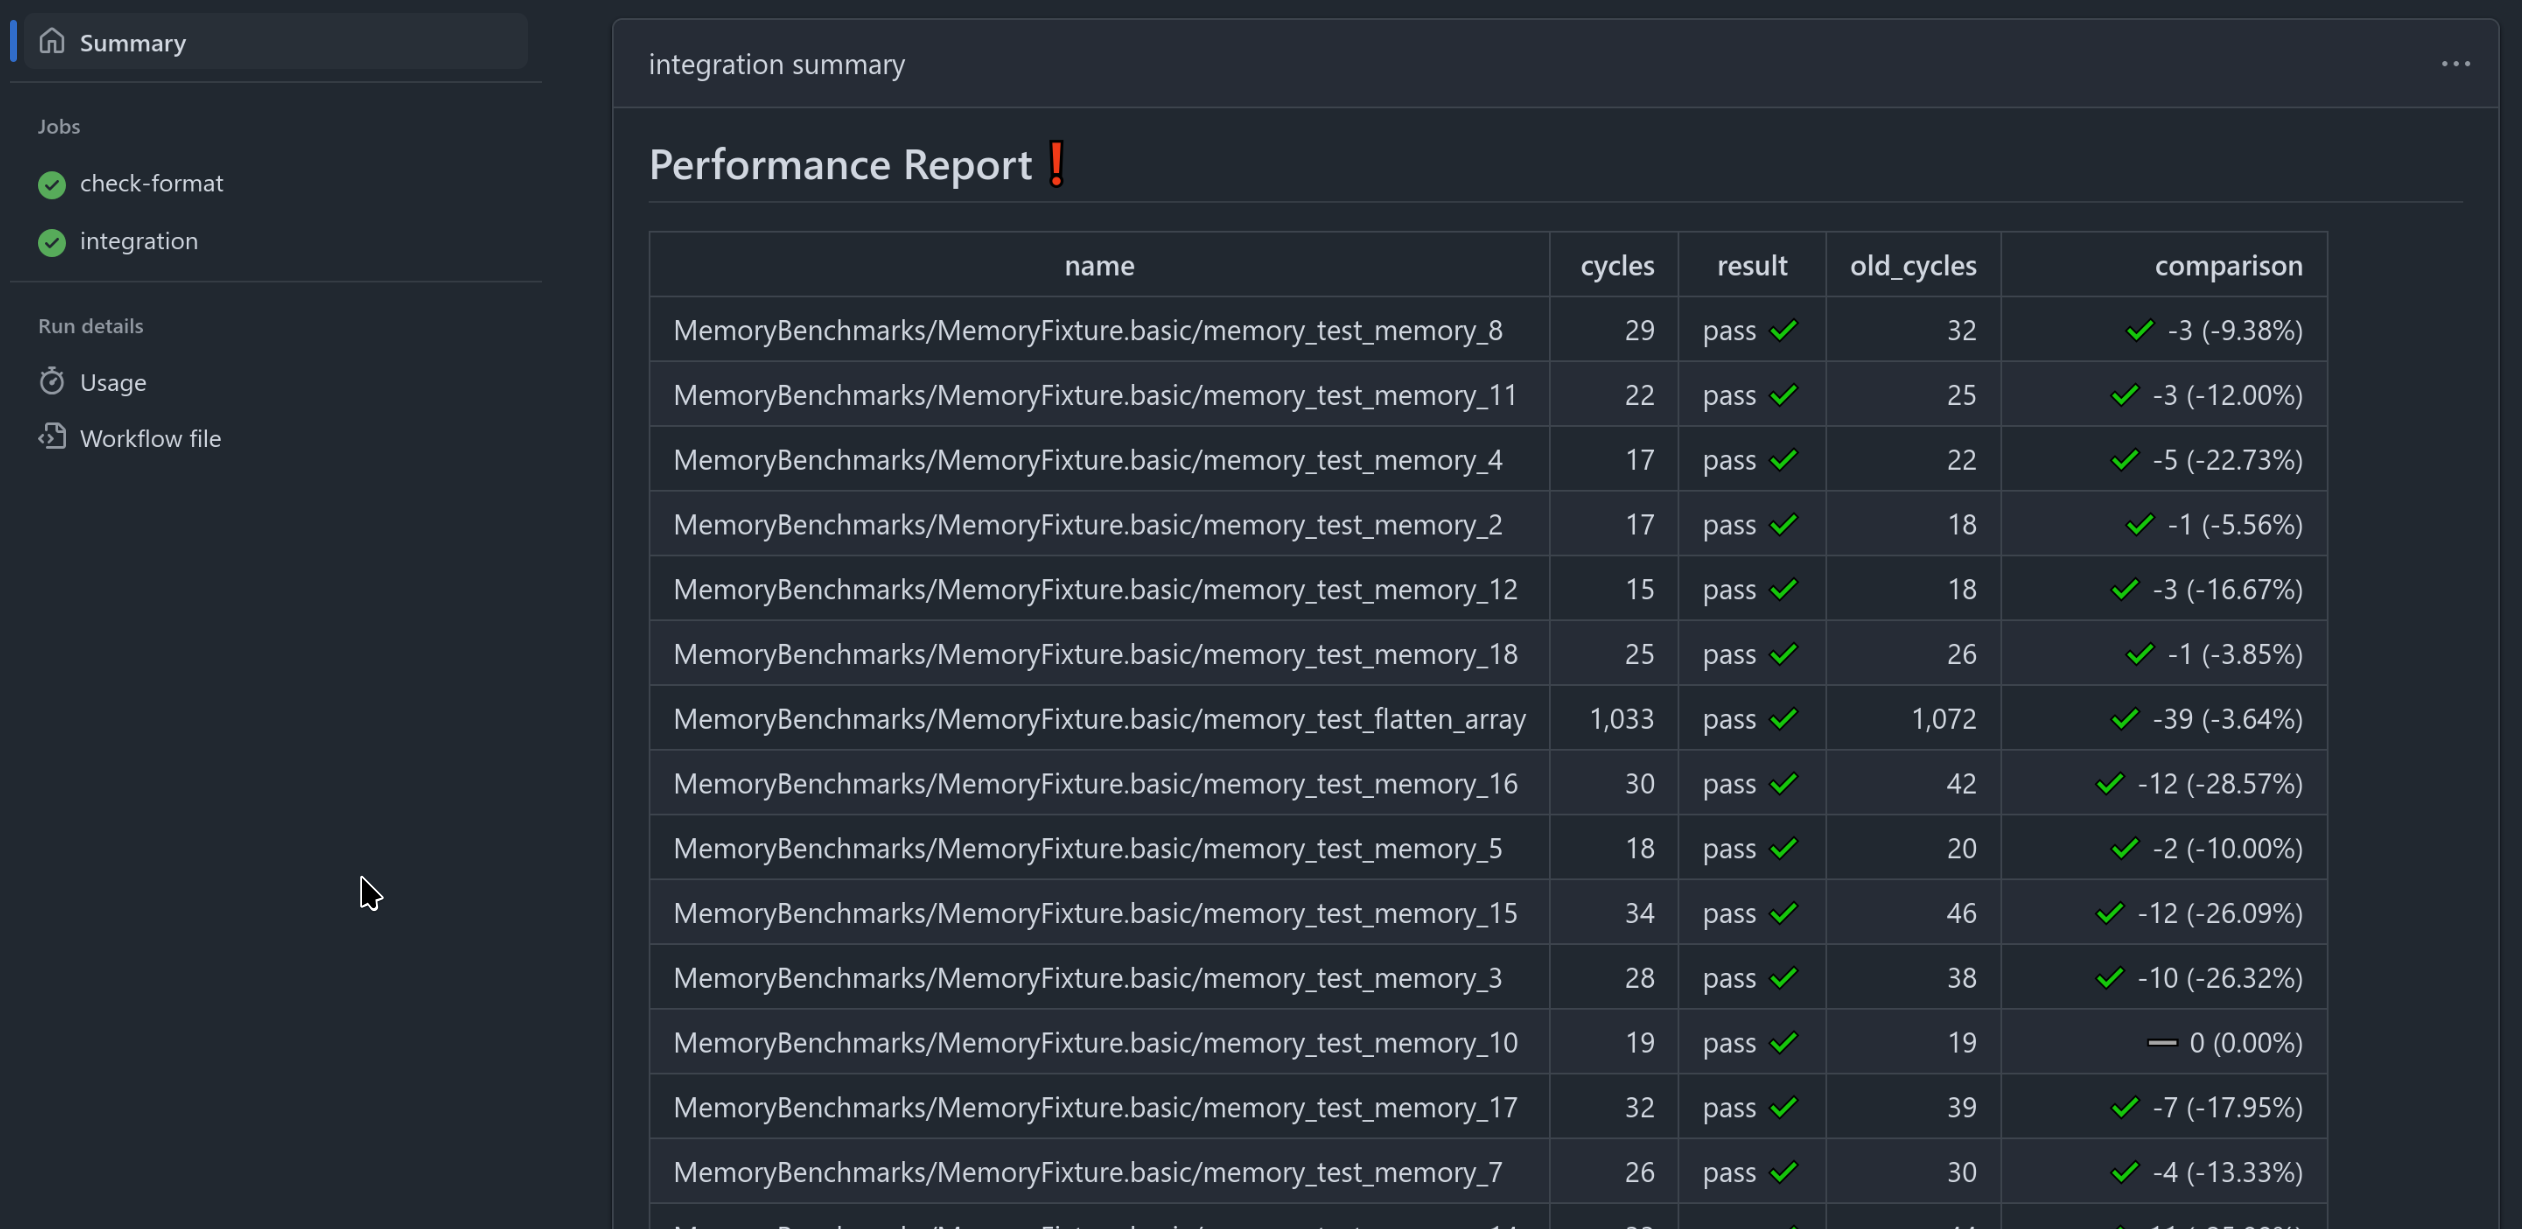 Summary
Jobs
check-format
integration
Run details
Usage
Workflow file
integration summary
Performance Report❗
name cycles result old_cycles comparison
MemoryBenchmarks/MemoryFixture.basic/memory_test_memory_8 29 pass ✔ 32 ✔ -3 (-9.38%)
MemoryBenchmarks/MemoryFixture.basic/memory_test_memory_11 22 pass ✔ 25 ✔ -3 (-12.00%)
MemoryBenchmarks/MemoryFixture.basic/memory_test_memory_4 17 pass ✔ 22 ✔ -5 (-22.73%)
MemoryBenchmarks/MemoryFixture.basic/memory_test_memory_2 17 pass ✔ 18 ✔ -1 (-5.56%)
MemoryBenchmarks/MemoryFixture.basic/memory_test_memory_12 15 pass ✔ 18 ✔ -3 (-16.67%)
MemoryBenchmarks/MemoryFixture.basic/memory_test_memory_18 25 pass ✔ 26 ✔ -1 (-3.85%)
MemoryBenchmarks/MemoryFixture.basic/memory_test_flatten_array 1,033 pass ✔ 1,072 ✔ -39 (-3.64%)
MemoryBenchmarks/MemoryFixture.basic/memory_test_memory_16 30 pass ✔ 42 ✔ -12 (-28.57%)
MemoryBenchmarks/MemoryFixture.basic/memory_test_memory_5 18 pass ✔ 20 ✔ -2 (-10.00%)
MemoryBenchmarks/MemoryFixture.basic/memory_test_memory_15 34 pass ✔ 46 ✔ -12 (-26.09%)
MemoryBenchmarks/MemoryFixture.basic/memory_test_memory_3 28 pass ✔ 38 ✔ -10 (-26.32%)
MemoryBenchmarks/MemoryFixture.basic/memory_test_memory_10 19 pass ✔ 19 ➖ 0 (0.00%)
MemoryBenchmarks/MemoryFixture.basic/memory_test_memory_17 32 pass ✔ 39 ✔ -7 (-17.95%)
MemoryBenchmarks/MemoryFixture.basic/memory_test_memory_7 26 pass ✔ 30 ✔ -4 (-13.33%)